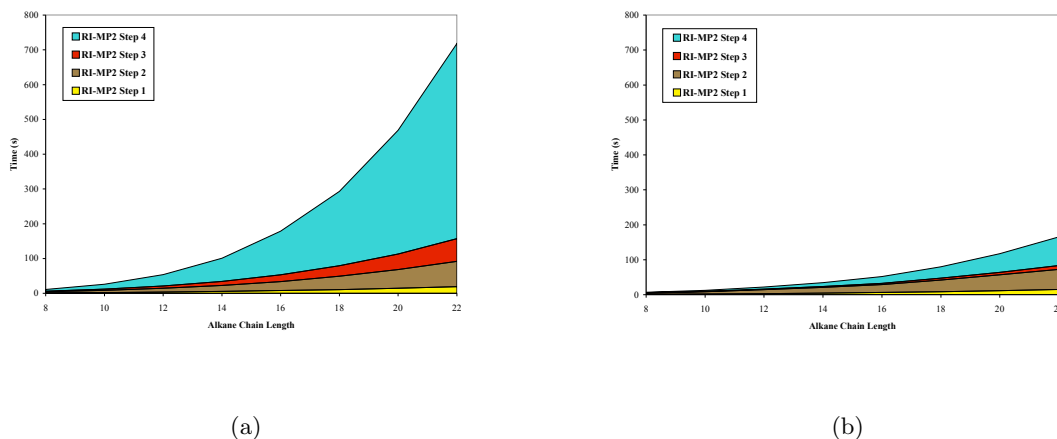 800
700
600
500
400
300
200
100
0
Time (s)
RI-MP2 Step 4
RI-MP2 Step 3
RI-MP2 Step 2
RI-MP2 Step 1
8 10 12 14 16 18 20 22
Alkane Chain Length
(a)
800
700
600
500
400
300
200
100
0
Time (s)
RI-MP2 Step 4
RI-MP2 Step 3
RI-MP2 Step 2
RI-MP2 Step 1
8 10 12 14 16 18 20
Alkane Chain Length
(b)